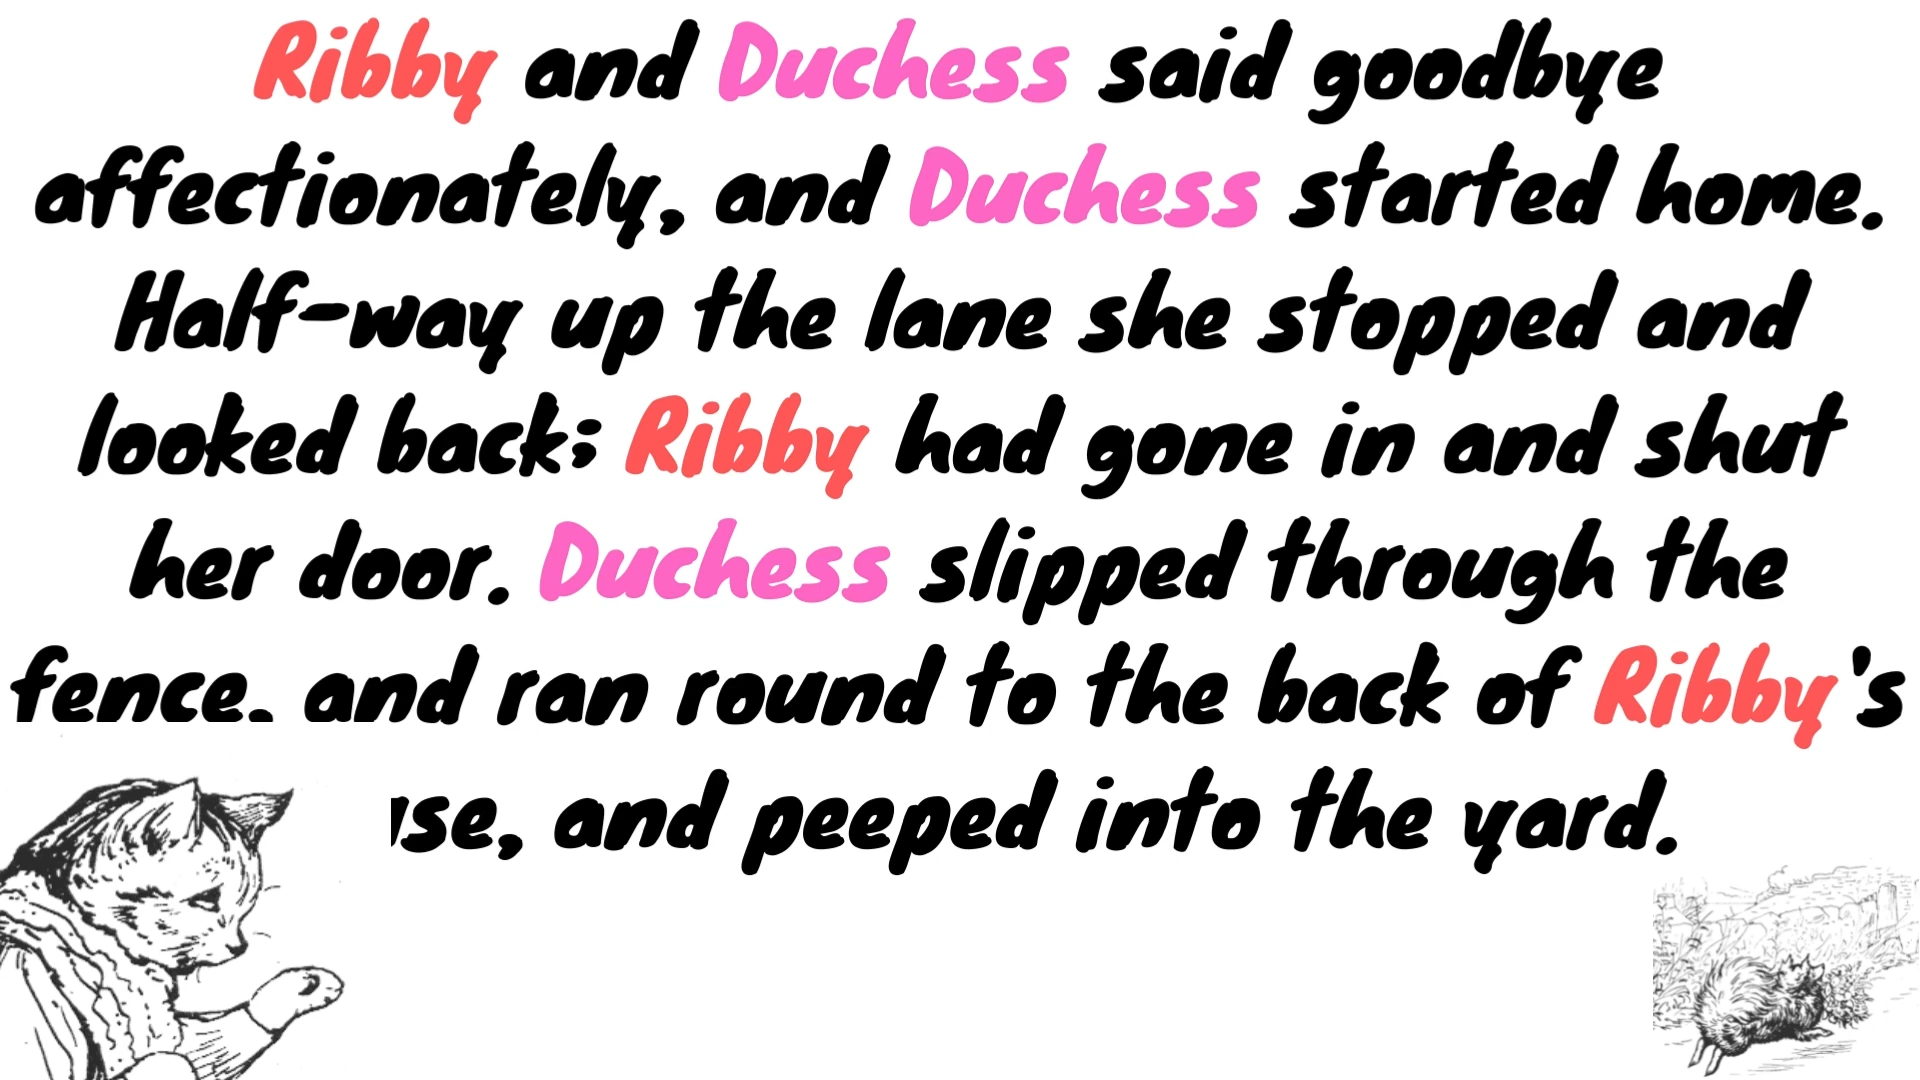 Ribby and Duchess said goodbye
affectionately, and Duchess started home.
Half-way up the lane she stopped and
looked back; Ribby had gone in and shut
her door. Duchess slipped through the
fence, and ran round to the back of Ribby's
and peeped into the yard.